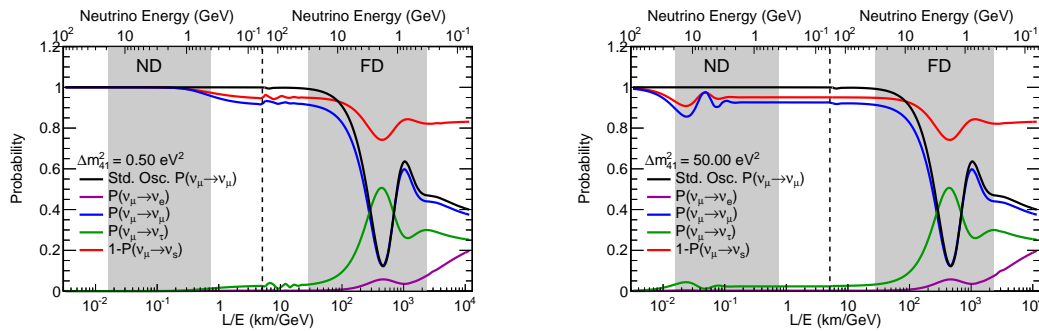 Neutrino Energy (GeV) Neutrino Energy (GeV)
10² 10 1 10⁻¹ 10² 10 1 10⁻¹
ND FD
Probability
1.2
1
0.8
0.6
0.4
0.2
0
Δm²₄₁ = 0.50 eV²
Std. Osc. P(νμ→νμ)
P(νμ→νe)
P(νμ→νμ)
P(νμ→ντ)
1-P(νμ→νs)
10⁻² 10⁻¹ 1 10 10² 10³ 10⁴
L/E (km/GeV)
Neutrino Energy (GeV) Neutrino Energy (GeV)
10² 10 1 10⁻¹ 10² 10 1 10⁻¹
ND FD
Probability
1.2
1
0.8
0.6
0.4
0.2
0
Δm²₄₁ = 50.00 eV²
Std. Osc. P(νμ→νμ)
P(νμ→νe)
P(νμ→νμ)
P(νμ→ντ)
1-P(νμ→νs)
10⁻² 10⁻¹ 1 10 10² 10³ 10⁴
L/E (km/GeV)